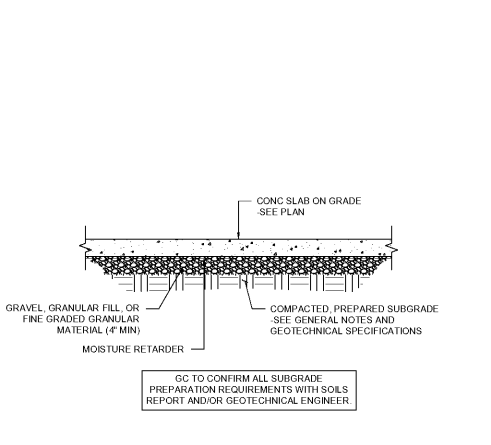 CONC SLAB ON GRADE
-SEE PLAN
GRAVEL, GRANULAR FILL, OR
FINE GRADED GRANULAR
MATERIAL (4" MIN)
COMPACTED, PREPARED SUBGRADE
-SEE GENERAL NOTES AND
GEOTECHNICAL SPECIFICATIONS
MOISTURE RETARDER
GC TO CONFIRM ALL SUBGRADE
PREPARATION REQUIREMENTS WITH SOILS
REPORT AND/OR GEOTECHNICAL ENGINEER.